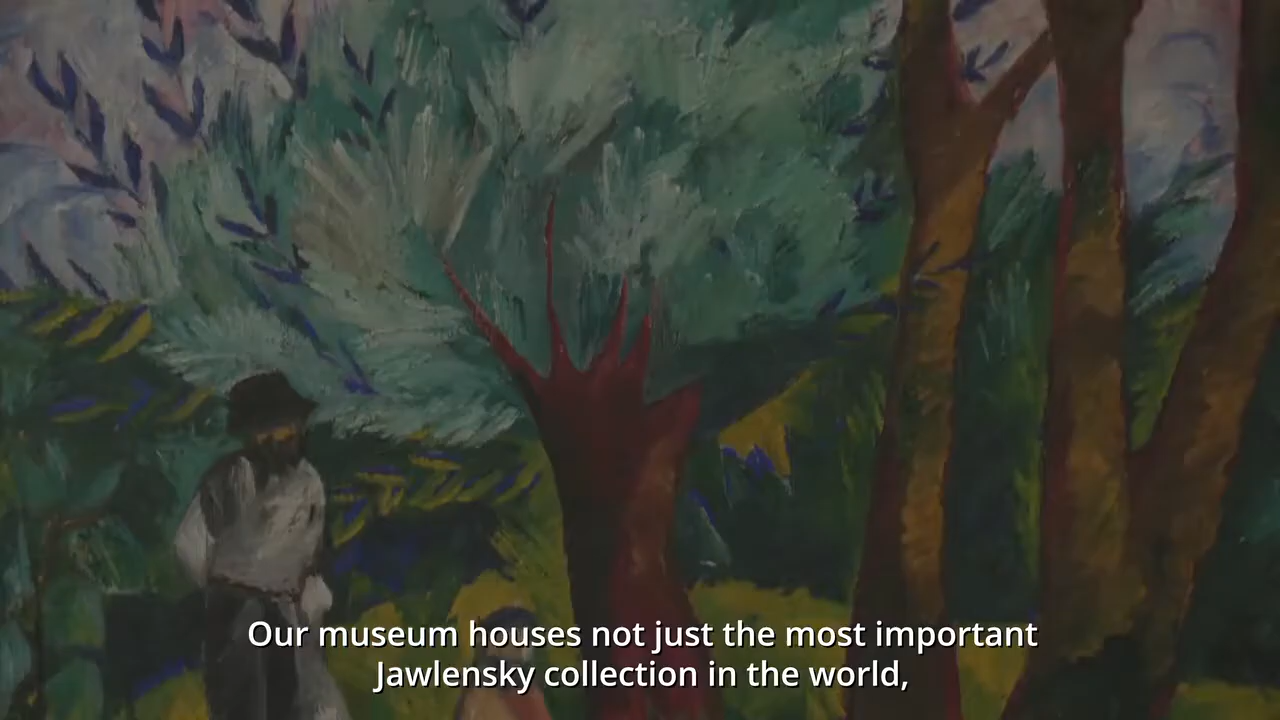 Our museum houses not just the most important
Jawlensky collection in the world,